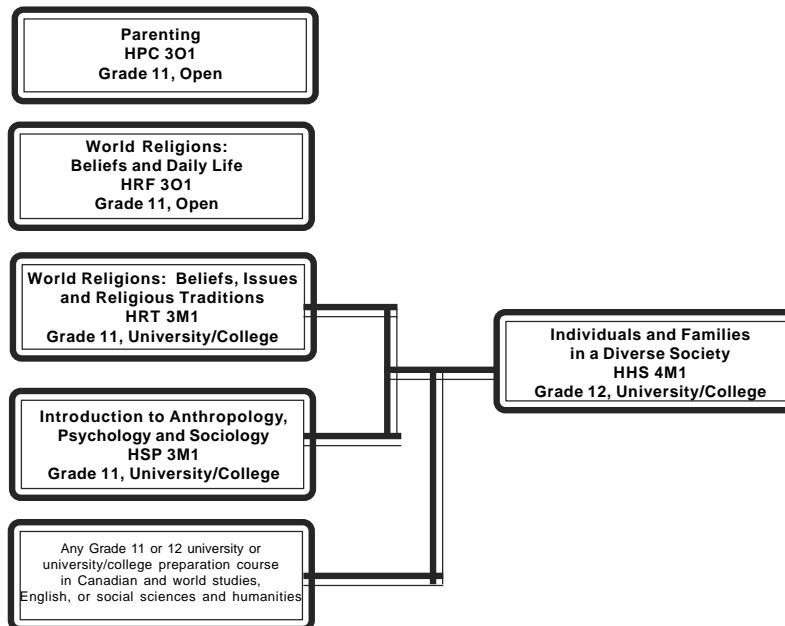 Parenting
HPC 3O1
Grade 11, Open
World Religions:
Beliefs and Daily Life
HRF 3O1
Grade 11, Open
World Religions: Beliefs, Issues
and Religious Traditions
HRT 3M1
Grade 11, University/College
Introduction to Anthropology,
Psychology and Sociology
HSP 3M1
Grade 11, University/College
Any Grade 11 or 12 university or
university/college preparation course
in Canadian and world studies,
English, or social sciences and humanities
Individuals and Families
in a Diverse Society
HHS 4M1
Grade 12, University/College